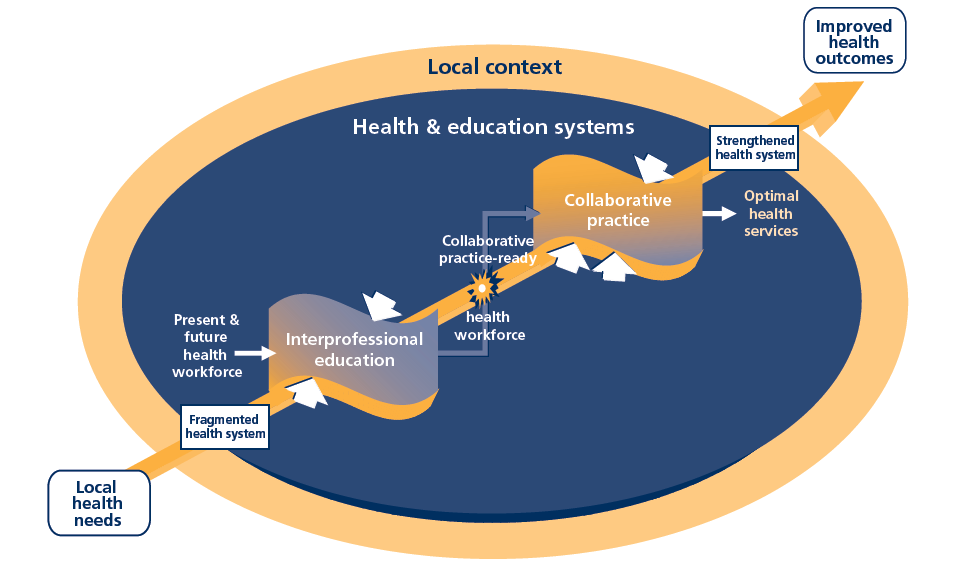 Improved
health
outcomes
Local context
Health & education systems
Strengthened
health system
Collaborative
practice
Optimal
health
services
Collaborative
practice-ready
health
workforce
Present &
future
health
workforce
Interprofessional
education
Fragmented
health system
Local
health
needs